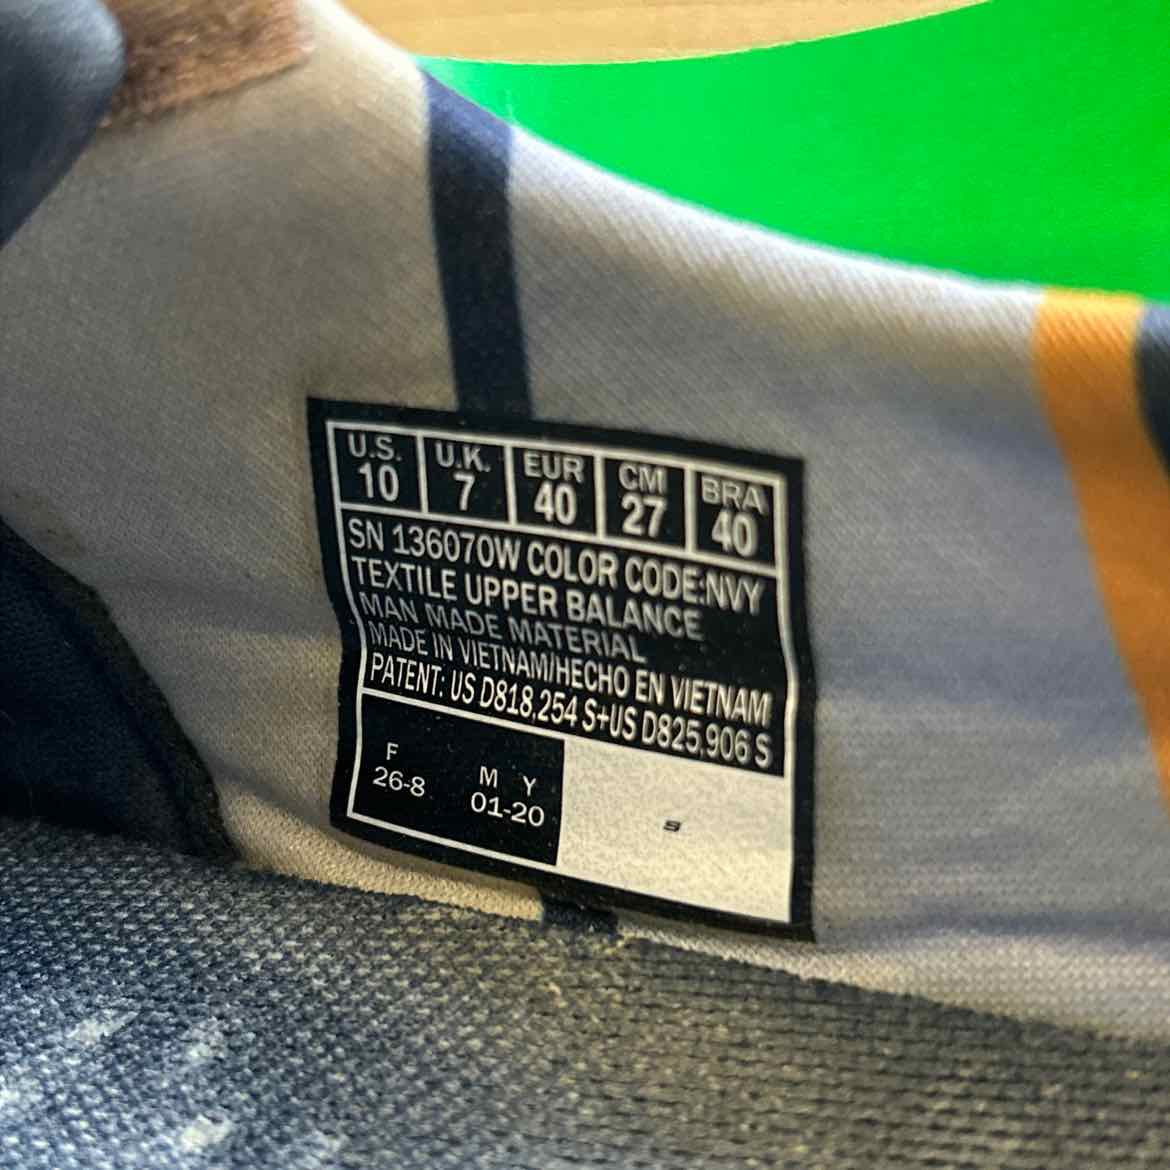 U.S. U.K. EUR CM BRA
10 7 40 27 40
SN 136070W COLOR CODE:NVY
TEXTILE UPPER BALANCE
MAN MADE MATERIAL
MADE IN VIETNAM/HECHO EN VIETNAM
PATENT: US D818,254 S+US D825,906 S
F M Y
26-8 01-20